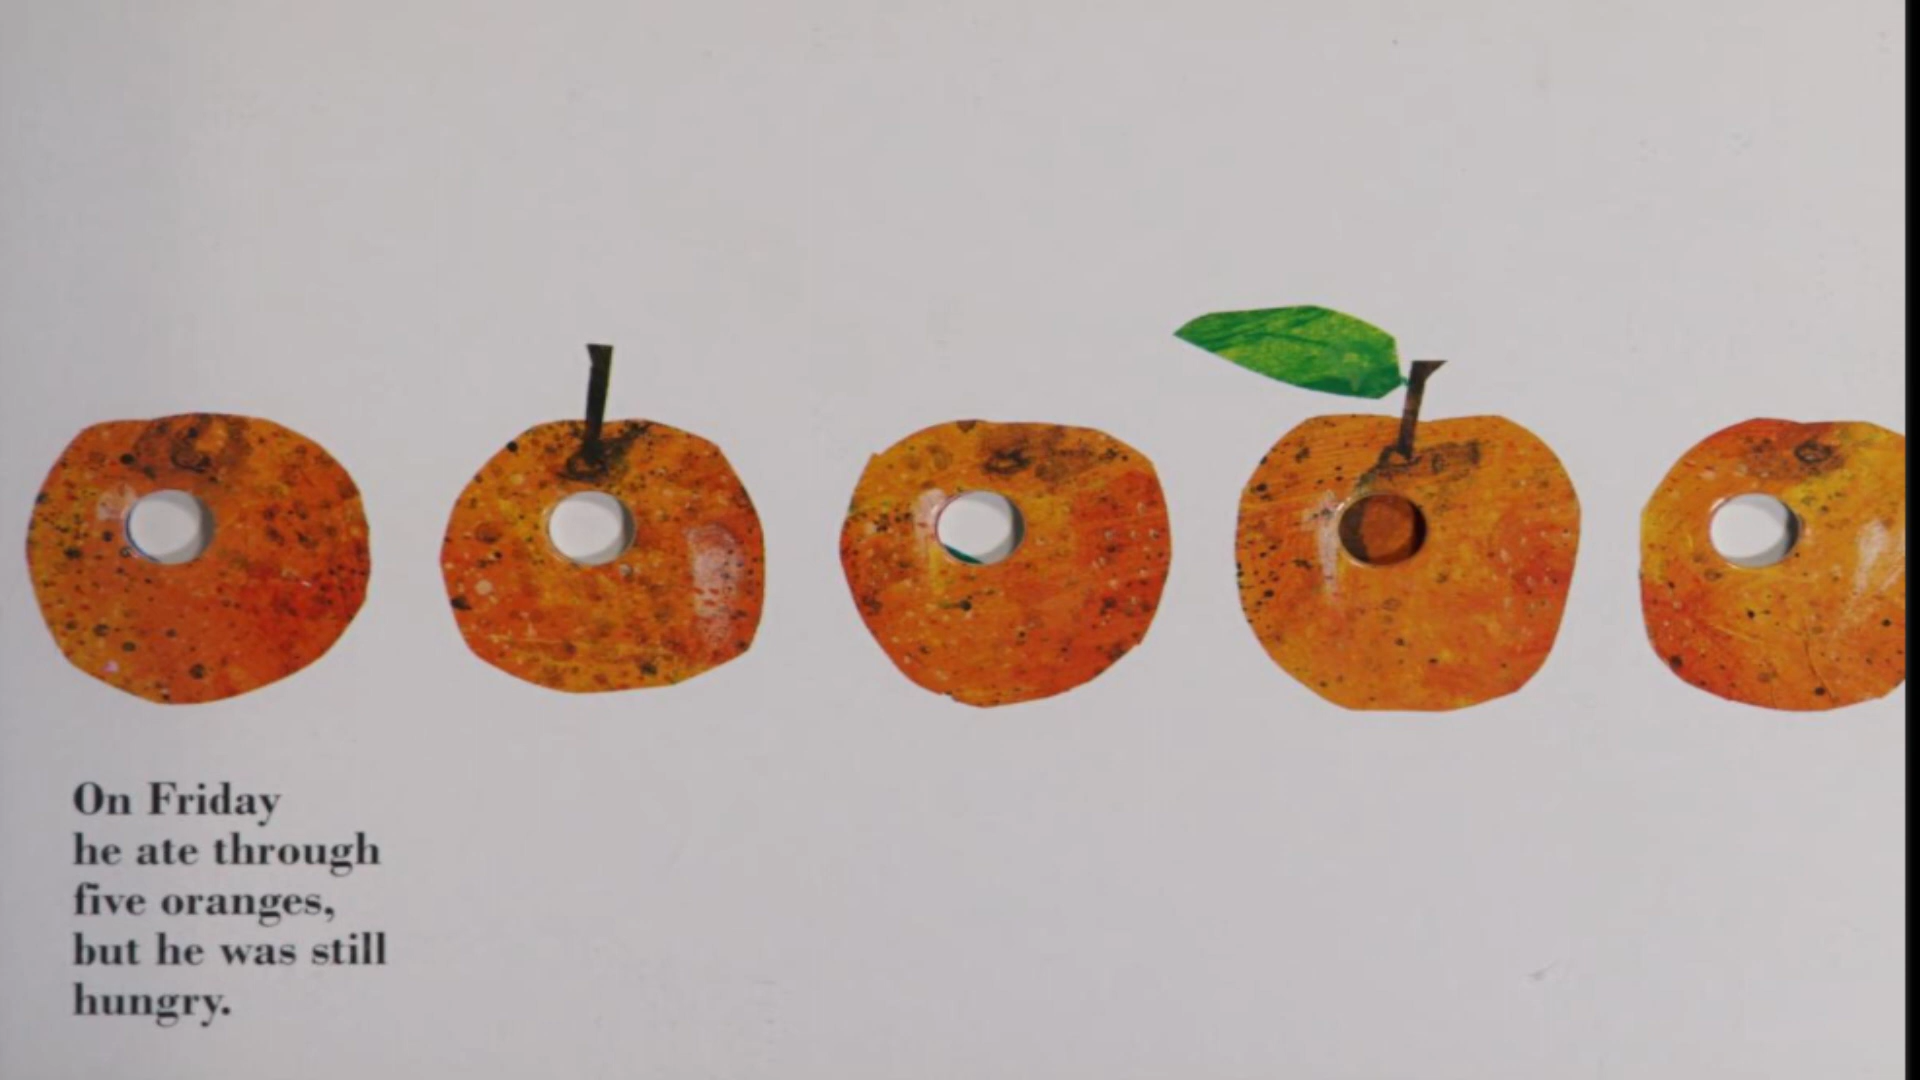 On Friday
he ate through
five oranges,
but he was still
hungry.